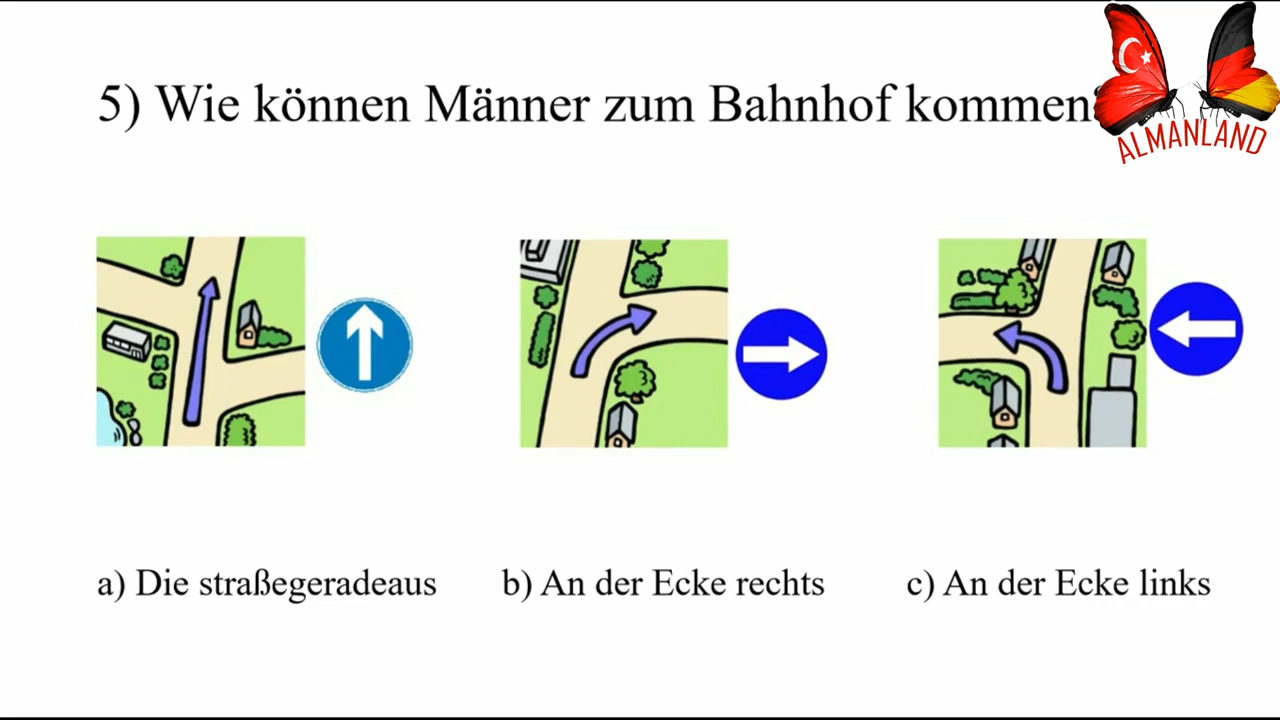 5) Wie können Männer zum Bahnhof kommen?
ALMANLAND
a) Die straßegeradeaus
b) An der Ecke rechts
c) An der Ecke links